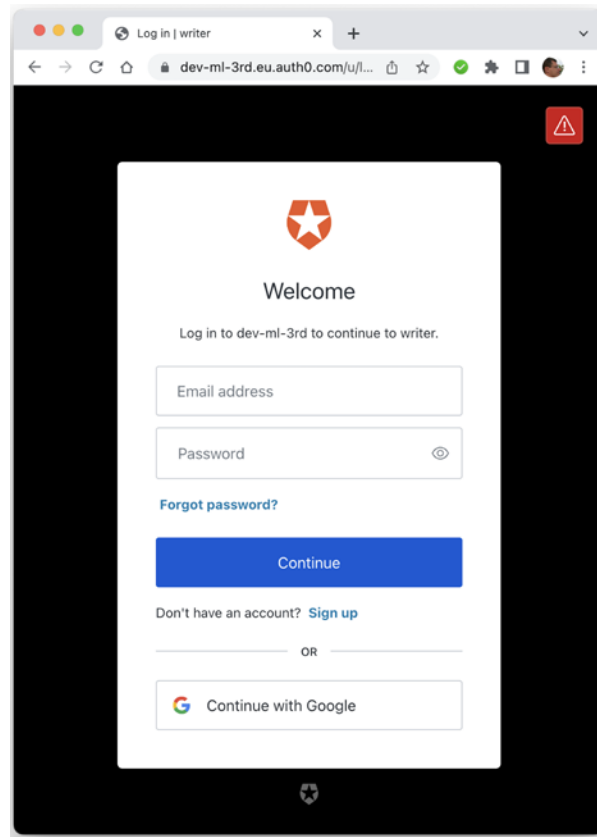 Log in | writer
dev-ml-3rd.eu.auth0.com/u/l...
Welcome
Log in to dev-ml-3rd to continue to writer.
Email address
Password
Forgot password?
Continue
Don't have an account? Sign up
OR
Continue with Google